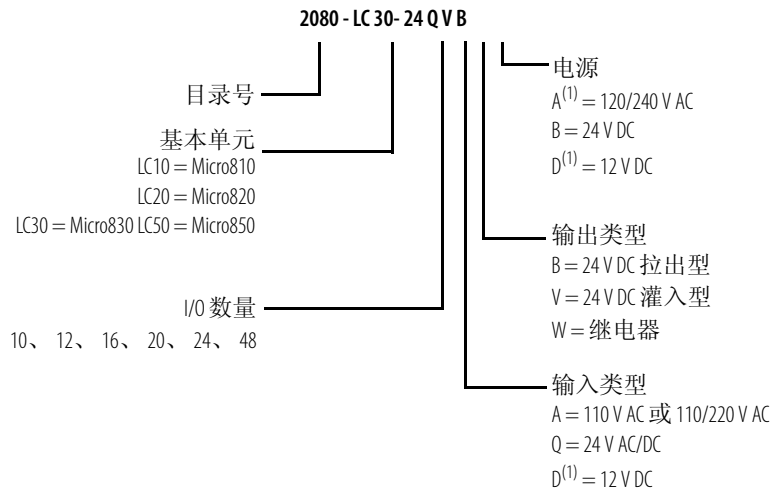 2080 - LC 30- 24 Q V B
目录号
基本单元
LC10 = Micro810
LC20 = Micro820
LC30 = Micro830 LC50 = Micro850
I/O 数量
10、 12、 16、 20、 24、 48
电源
A(1) = 120/240 V AC
B = 24 V DC
D(1) = 12 V DC
输出类型
B = 24 V DC 拉出型
V = 24 V DC 灌入型
W = 继电器
输入类型
A = 110 V AC 或 110/220 V AC
Q = 24 V AC/DC
D(1) = 12 V DC